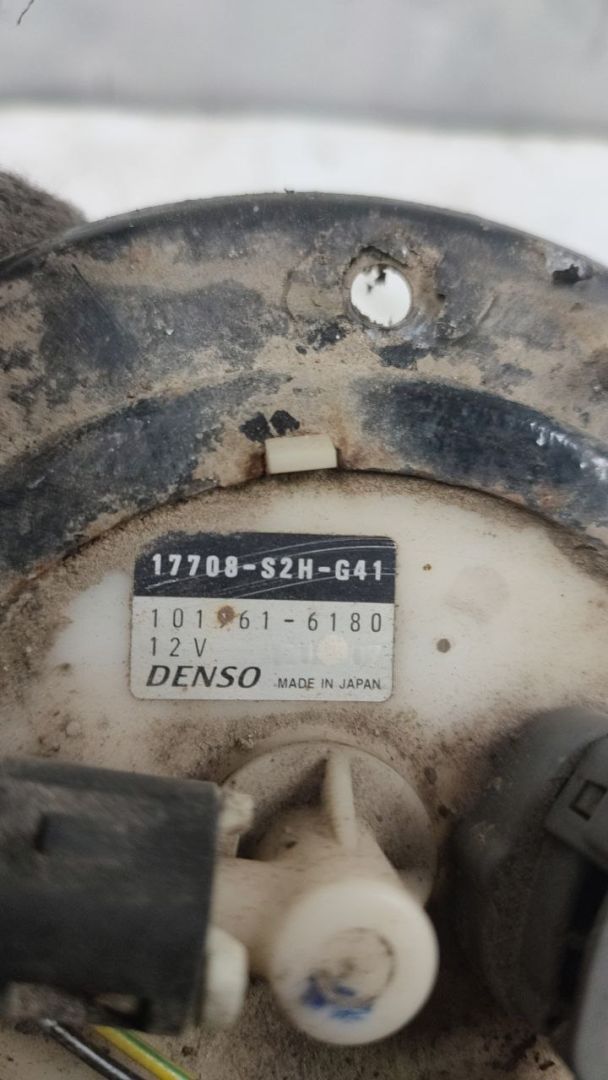 17708-S2H-G41
101961-6180
12V
DENSO MADE IN JAPAN